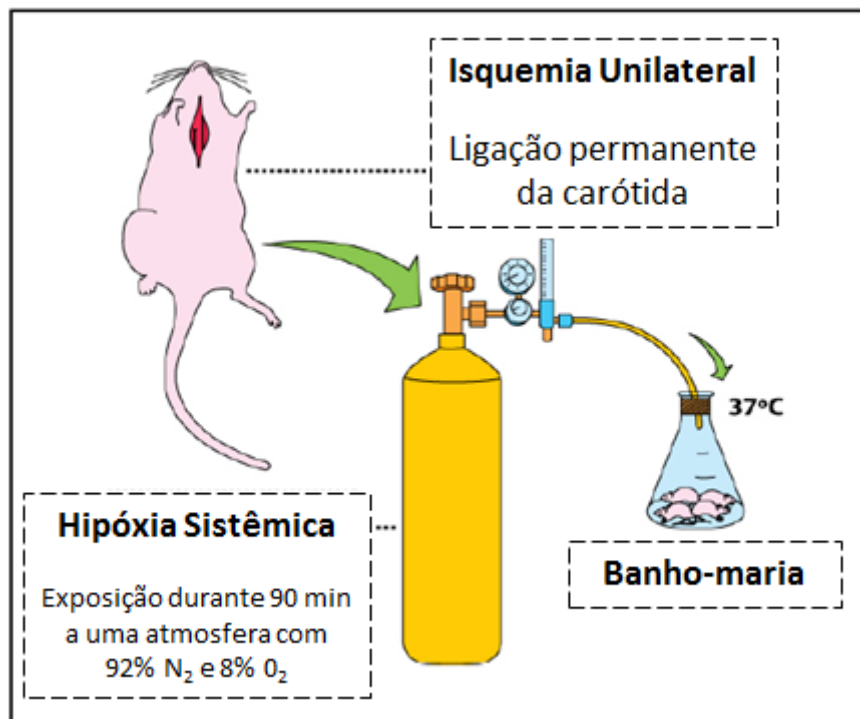 Isquemia Unilateral
Ligação permanente
da carótida
37ºC
Hipóxia Sistêmica
Exposição durante 90 min
a uma atmosfera com
92% N₂ e 8% 0₂
Banho-maria